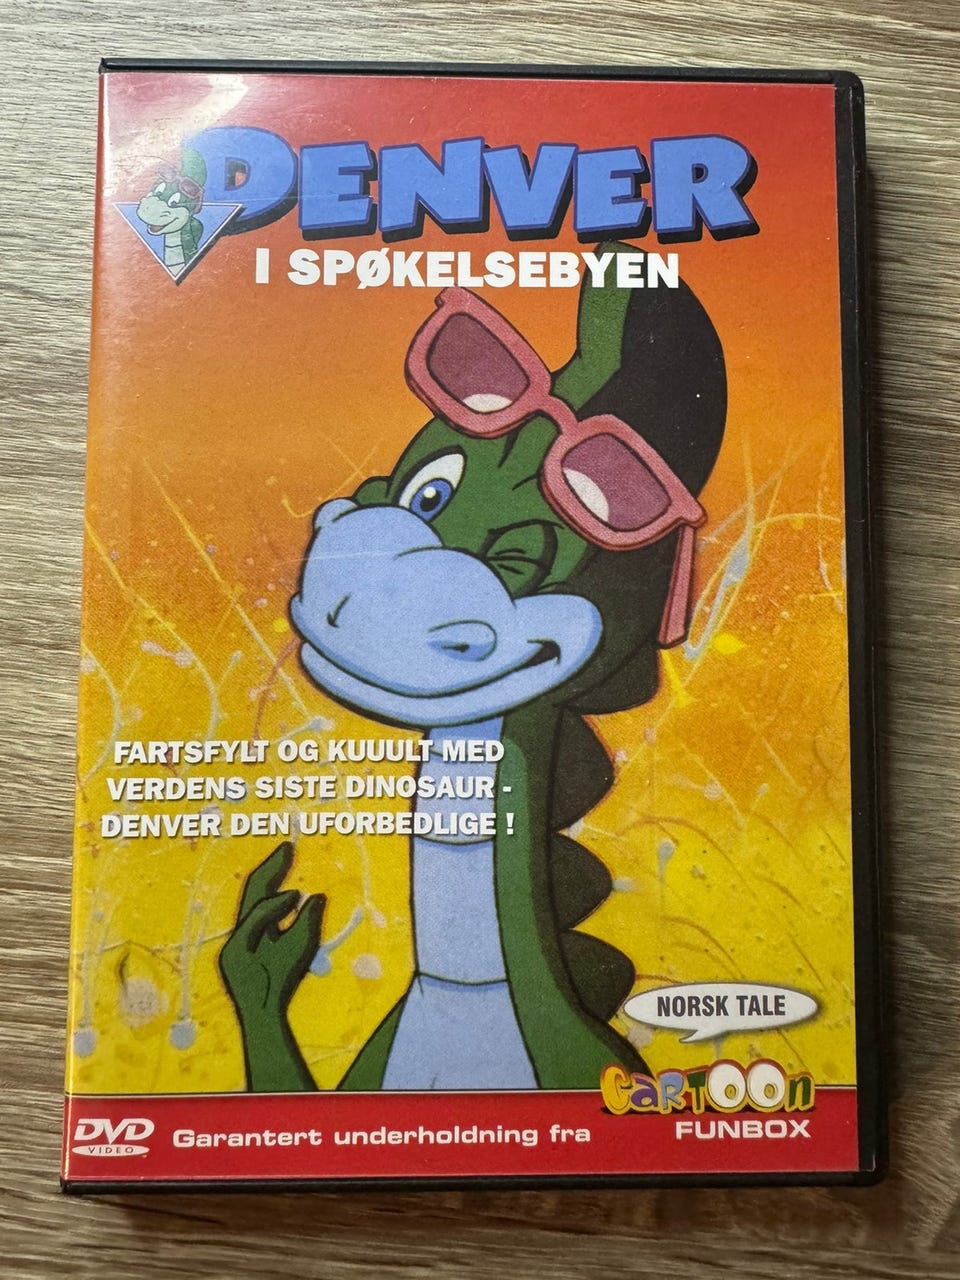 DENVER
I SPØKELSEBYEN
FARTSFYLT OG KUUULT MED
VERDENS SISTE DINOSAUR -
DENVER DEN UFORBEDLIGE !
NORSK TALE
CARTOON
FUNBOX
DVD
VIDEO
Garantert underholdning fra